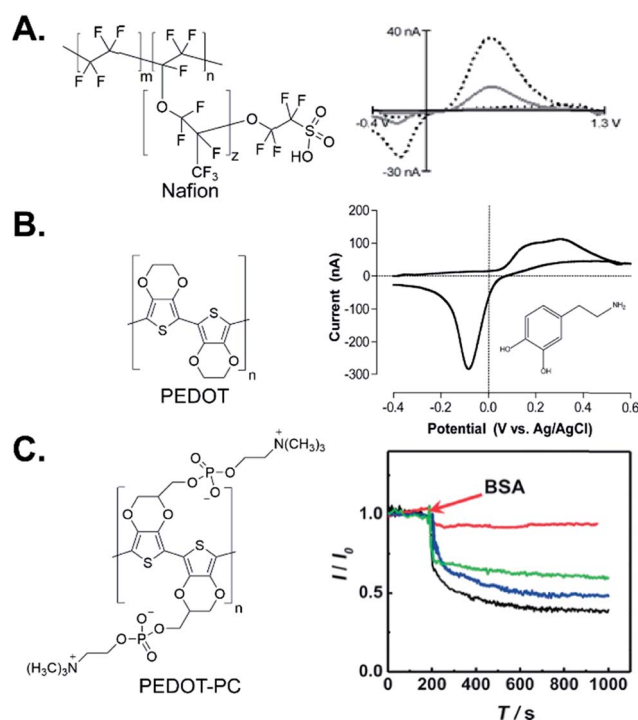 A.
F F F F
F F F F
m n
O F F O F F
F F F S O
z HO O
CF3
Nafion
40 nA
-0.4 V
1.3 V
-30 nA
B.
O O
S S
O O
n
PEDOT
Current (nA)
200
100
0
-100
-200
-300
NH2
HO
OH
-0.4 -0.2 0.0 0.2 0.4 0.6
Potential (V vs. Ag/AgCl)
C.
N(CH3)3
+
O P O
O O−
O O
S S
O O
n
−O O
O P O
O
(H3C)3N
+
PEDOT-PC
BSA
I / I0
1.0
0.5
0 200 400 600 800 1000
T / s